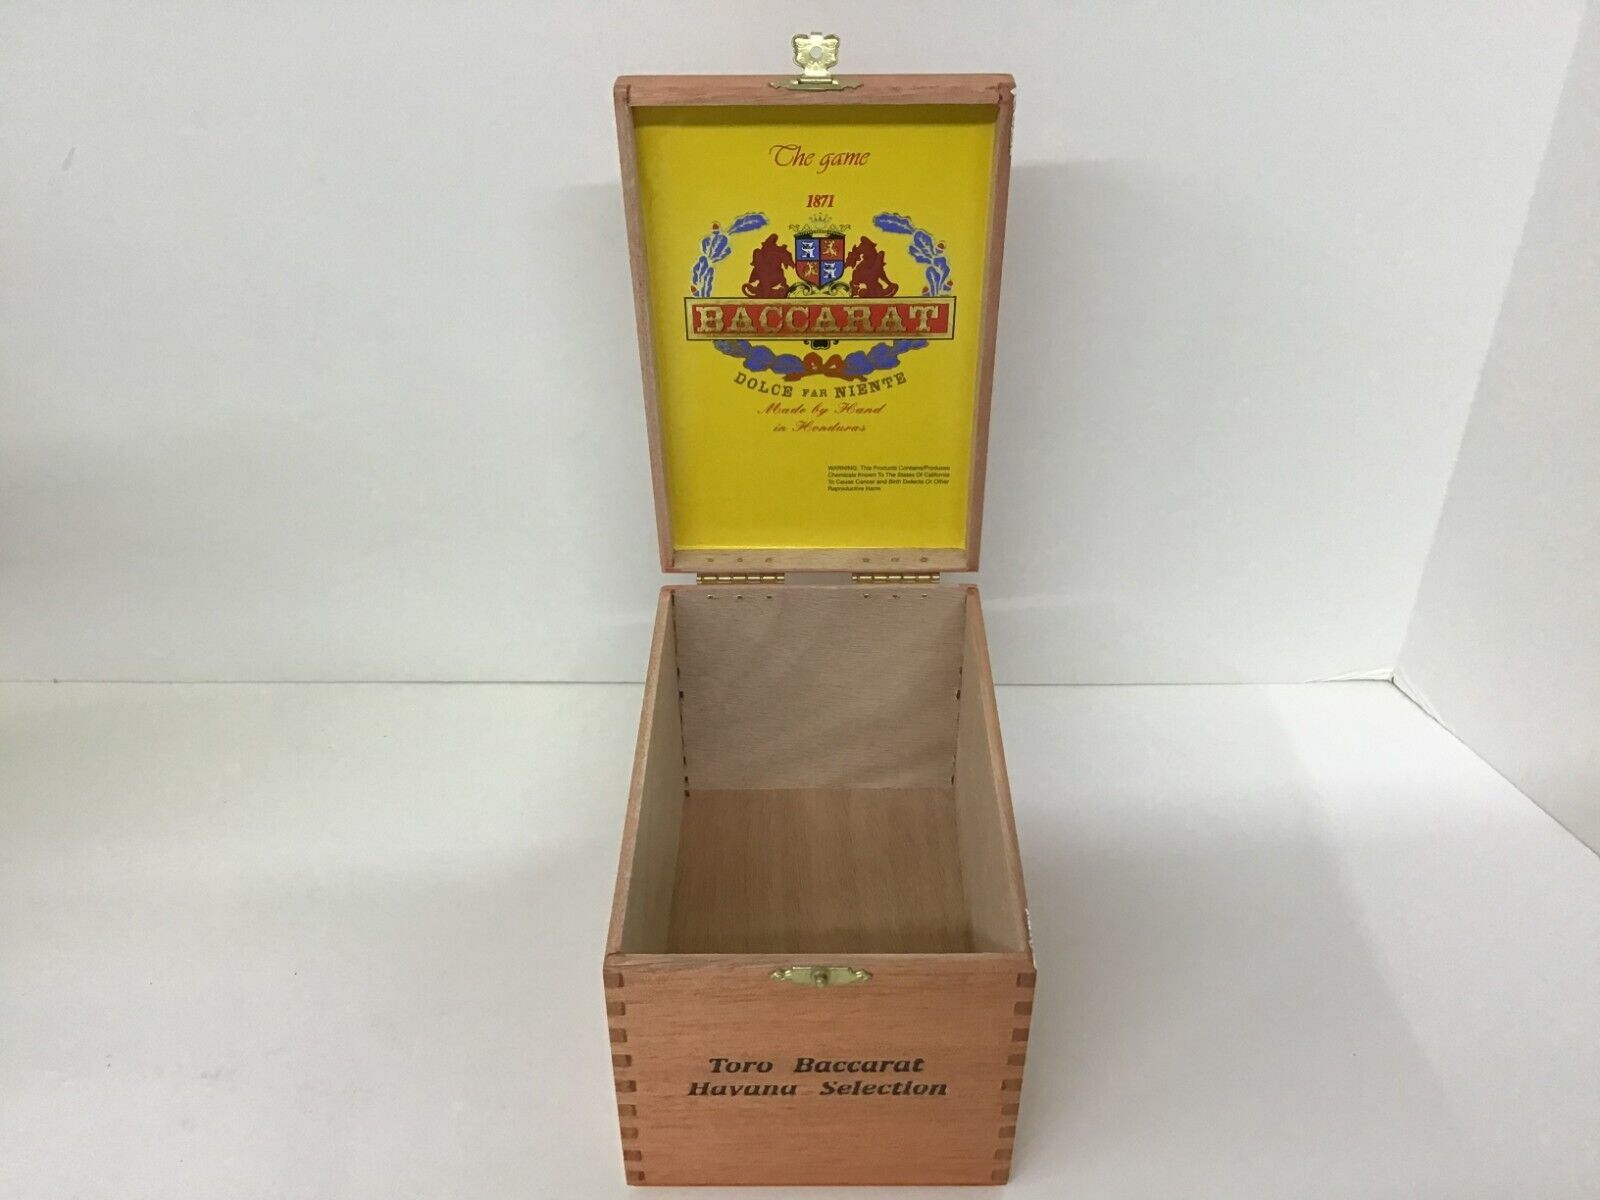 The game
1871
BACCARAT
DOLCE FAR NIENTE
Made by Hand
in Honduras
WARNING: This Products Contains/Produces
Chemicals Known To The States Of California
To Cause Cancer and Birth Defects Or Other
Reproductive Harm
Toro Baccarat
Havana Selection